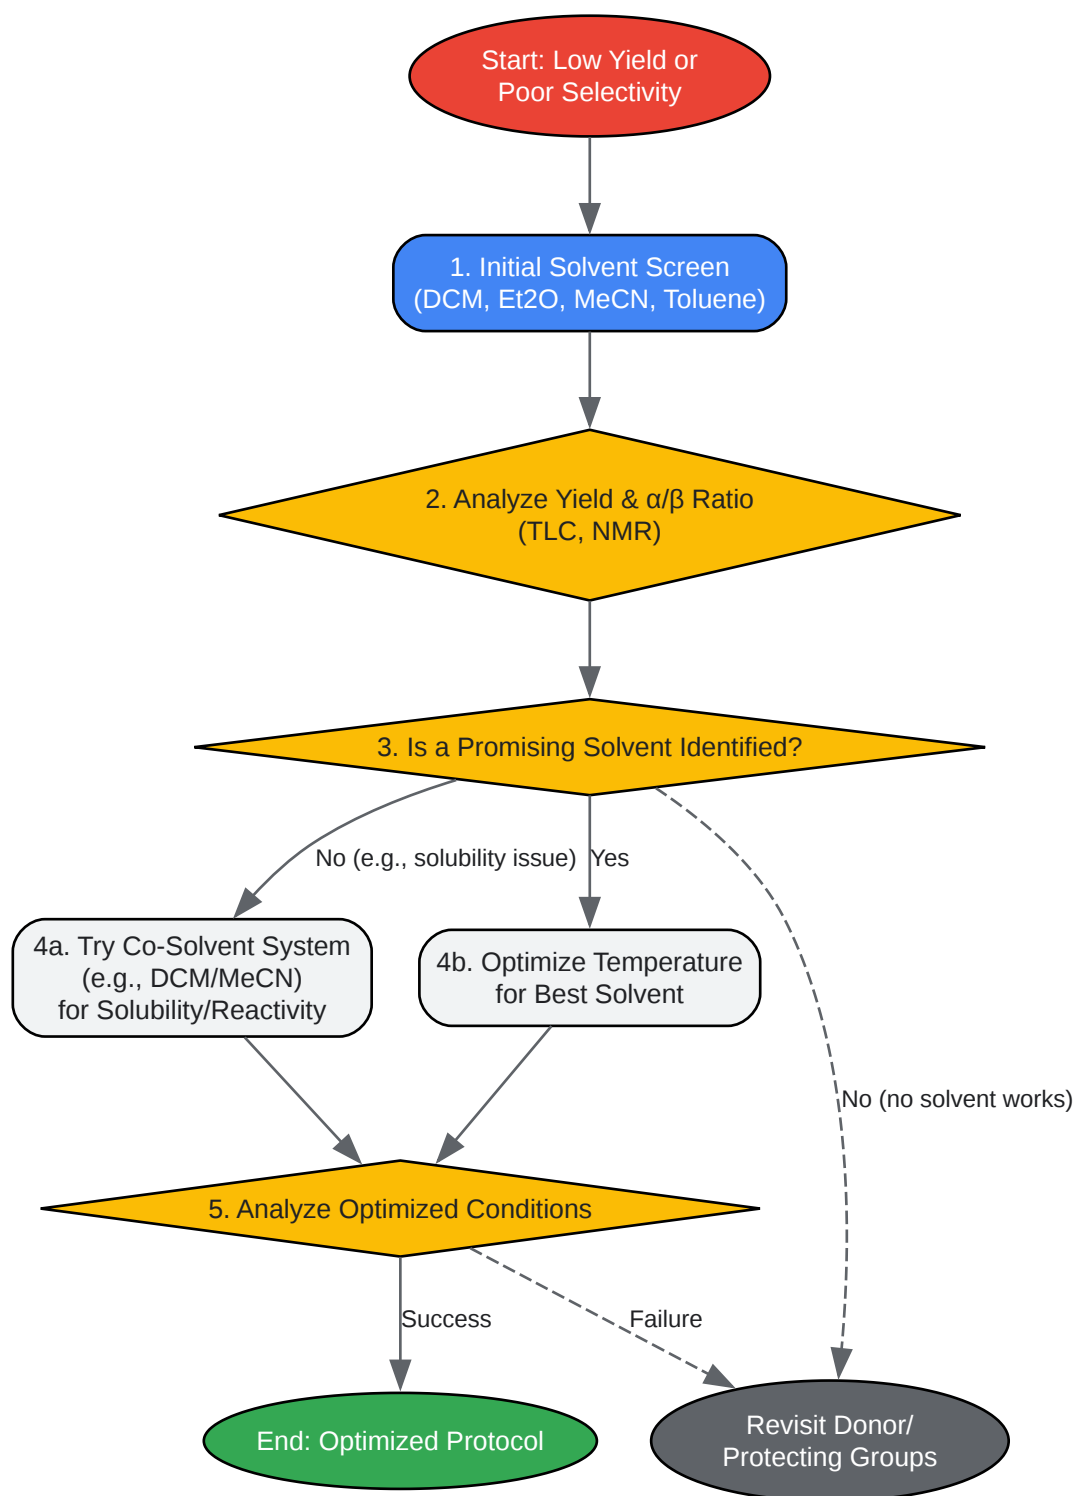 Start: Low Yield or
Poor Selectivity
1. Initial Solvent Screen
(DCM, Et2O, MeCN, Toluene)
2. Analyze Yield & α/β Ratio
(TLC, NMR)
3. Is a Promising Solvent Identified?
No (e.g., solubility issue)
Yes
4a. Try Co-Solvent System
(e.g., DCM/MeCN)
for Solubility/Reactivity
4b. Optimize Temperature
for Best Solvent
No (no solvent works)
5. Analyze Optimized Conditions
Success
Failure
End: Optimized Protocol
Revisit Donor/
Protecting Groups